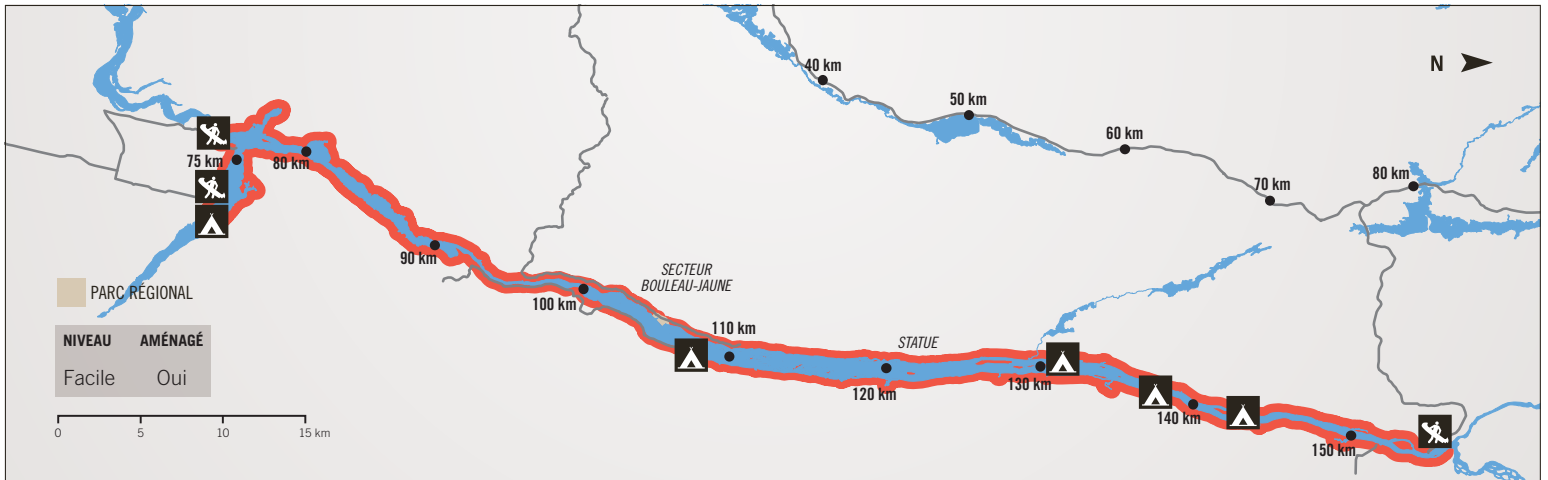 40 km
50 km
60 km
70 km
80 km
N
75 km
80 km
90 km
100 km
SECTEUR
BOULEAU-JAUNE
110 km
120 km
STATUE
130 km
140 km
150 km
PARC RÉGIONAL
NIVEAU AMÉNAGÉ
Facile Oui
0 5 10 15 km